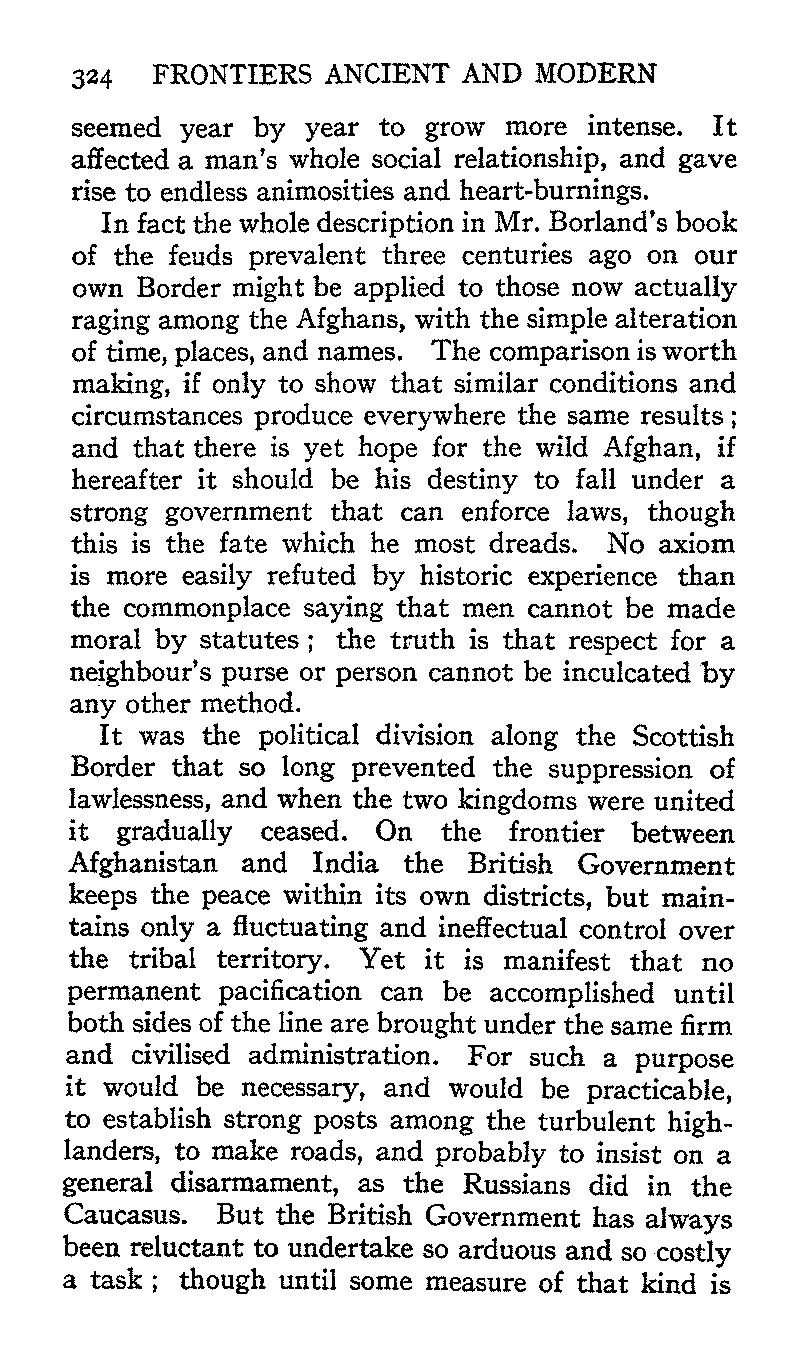 324 FRONTIERS ANCIENT AND MODERN
seemed year by year to grow more intense. It
affected a man's whole social relationship, and gave
rise to endless animosities and heart-burnings.
In fact the whole description in Mr. Borland's book
of the feuds prevalent three centuries ago on our
own Border might be applied to those now actually
raging among the Afghans, with the simple alteration
of time, places, and names. The comparison is worth
making, if only to show that similar conditions and
circumstances produce everywhere the same results ;
and that there is yet hope for the wild Afghan, if
hereafter it should be his destiny to fall under a
strong government that can enforce laws, though
this is the fate which he most dreads. No axiom
is more easily refuted by historic experience than
the commonplace saying that men cannot be made
moral by statutes ; the truth is that respect for a
neighbour's purse or person cannot be inculcated by
any other method.
It was the political division along the Scottish
Border that so long prevented the suppression of
lawlessness, and when the two kingdoms were united
it gradually ceased. On the frontier between
Afghanistan and India the British Government
keeps the peace within its own districts, but main-
tains only a fluctuating and ineffectual control over
the tribal territory. Yet it is manifest that no
permanent pacification can be accomplished until
both sides of the line are brought under the same firm
and civilised administration. For such a purpose
it would be necessary, and would be practicable,
to establish strong posts among the turbulent high-
landers, to make roads, and probably to insist on a
general disarmament, as the Russians did in the
Caucasus. But the British Government has always
been reluctant to undertake so arduous and so costly
a task ; though until some measure of that kind is